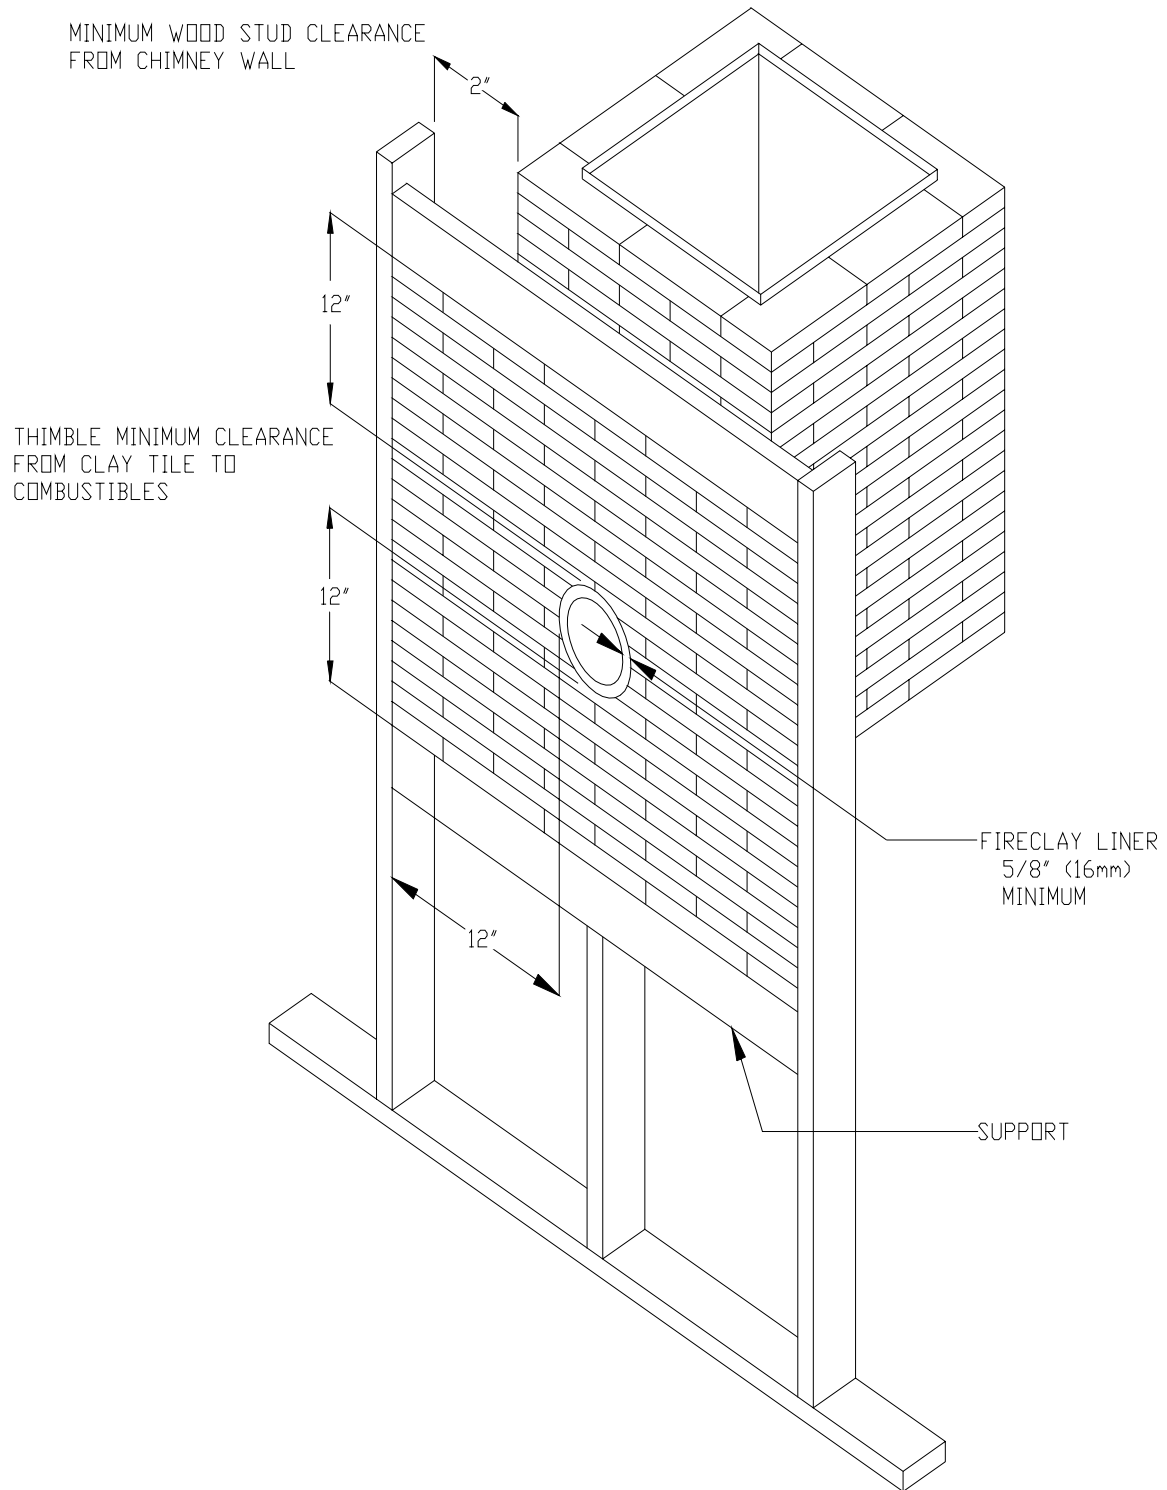 MINIMUM WOOD STUD CLEARANCE
FROM CHIMNEY WALL
2"
12"
THIMBLE MINIMUM CLEARANCE
FROM CLAY TILE TO
COMBUSTIBLES
12"
FIRECLAY LINER
5/8" (16mm)
MINIMUM
12"
SUPPORT